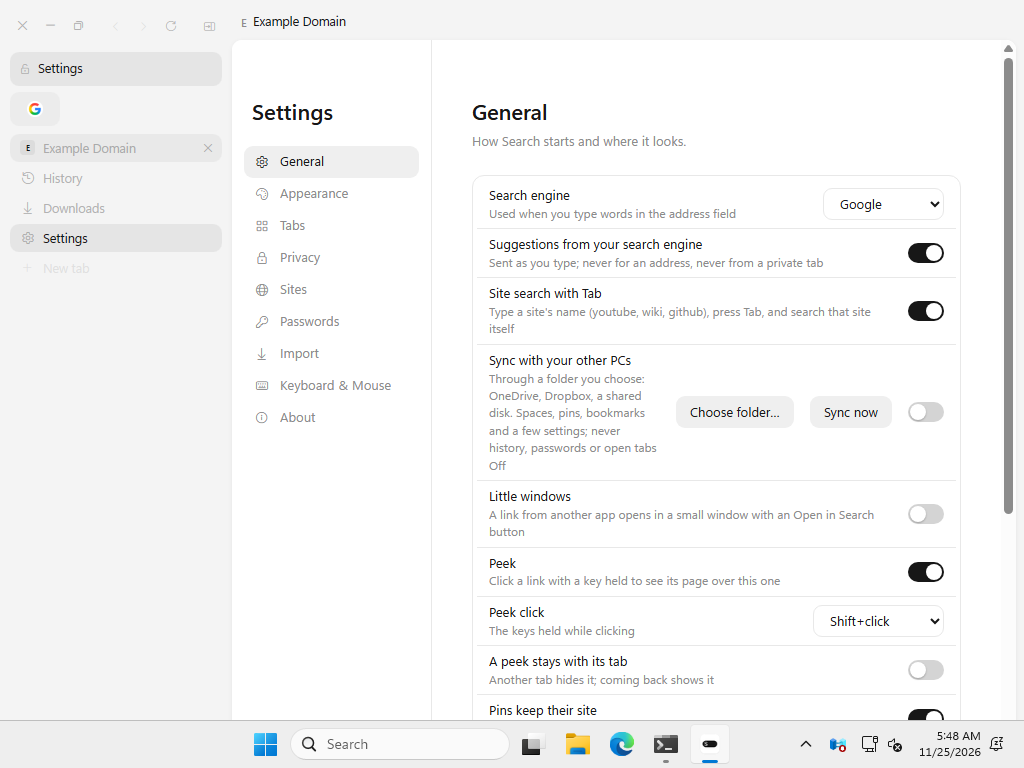 E Example Domain
Settings
E Example Domain
History
Downloads
Settings
New tab
Settings
General
Appearance
Tabs
Privacy
Sites
Passwords
Import
Keyboard & Mouse
About
General
How Search starts and where it looks.
Search engine
Used when you type words in the address field
Google
Suggestions from your search engine
Sent as you type; never for an address, never from a private tab
Site search with Tab
Type a site's name (youtube, wiki, github), press Tab, and search that site
itself
Sync with your other PCs
Through a folder you choose:
OneDrive, Dropbox, a shared
disk. Spaces, pins, bookmarks
and a few settings; never
history, passwords or open tabs
Off
Choose folder...
Sync now
Little windows
A link from another app opens in a small window with an Open in Search
button
Peek
Click a link with a key held to see its page over this one
Peek click
The keys held while clicking
Shift+click
A peek stays with its tab
Another tab hides it; coming back shows it
Pins keep their site
Search
5:48 AM
11/25/2026